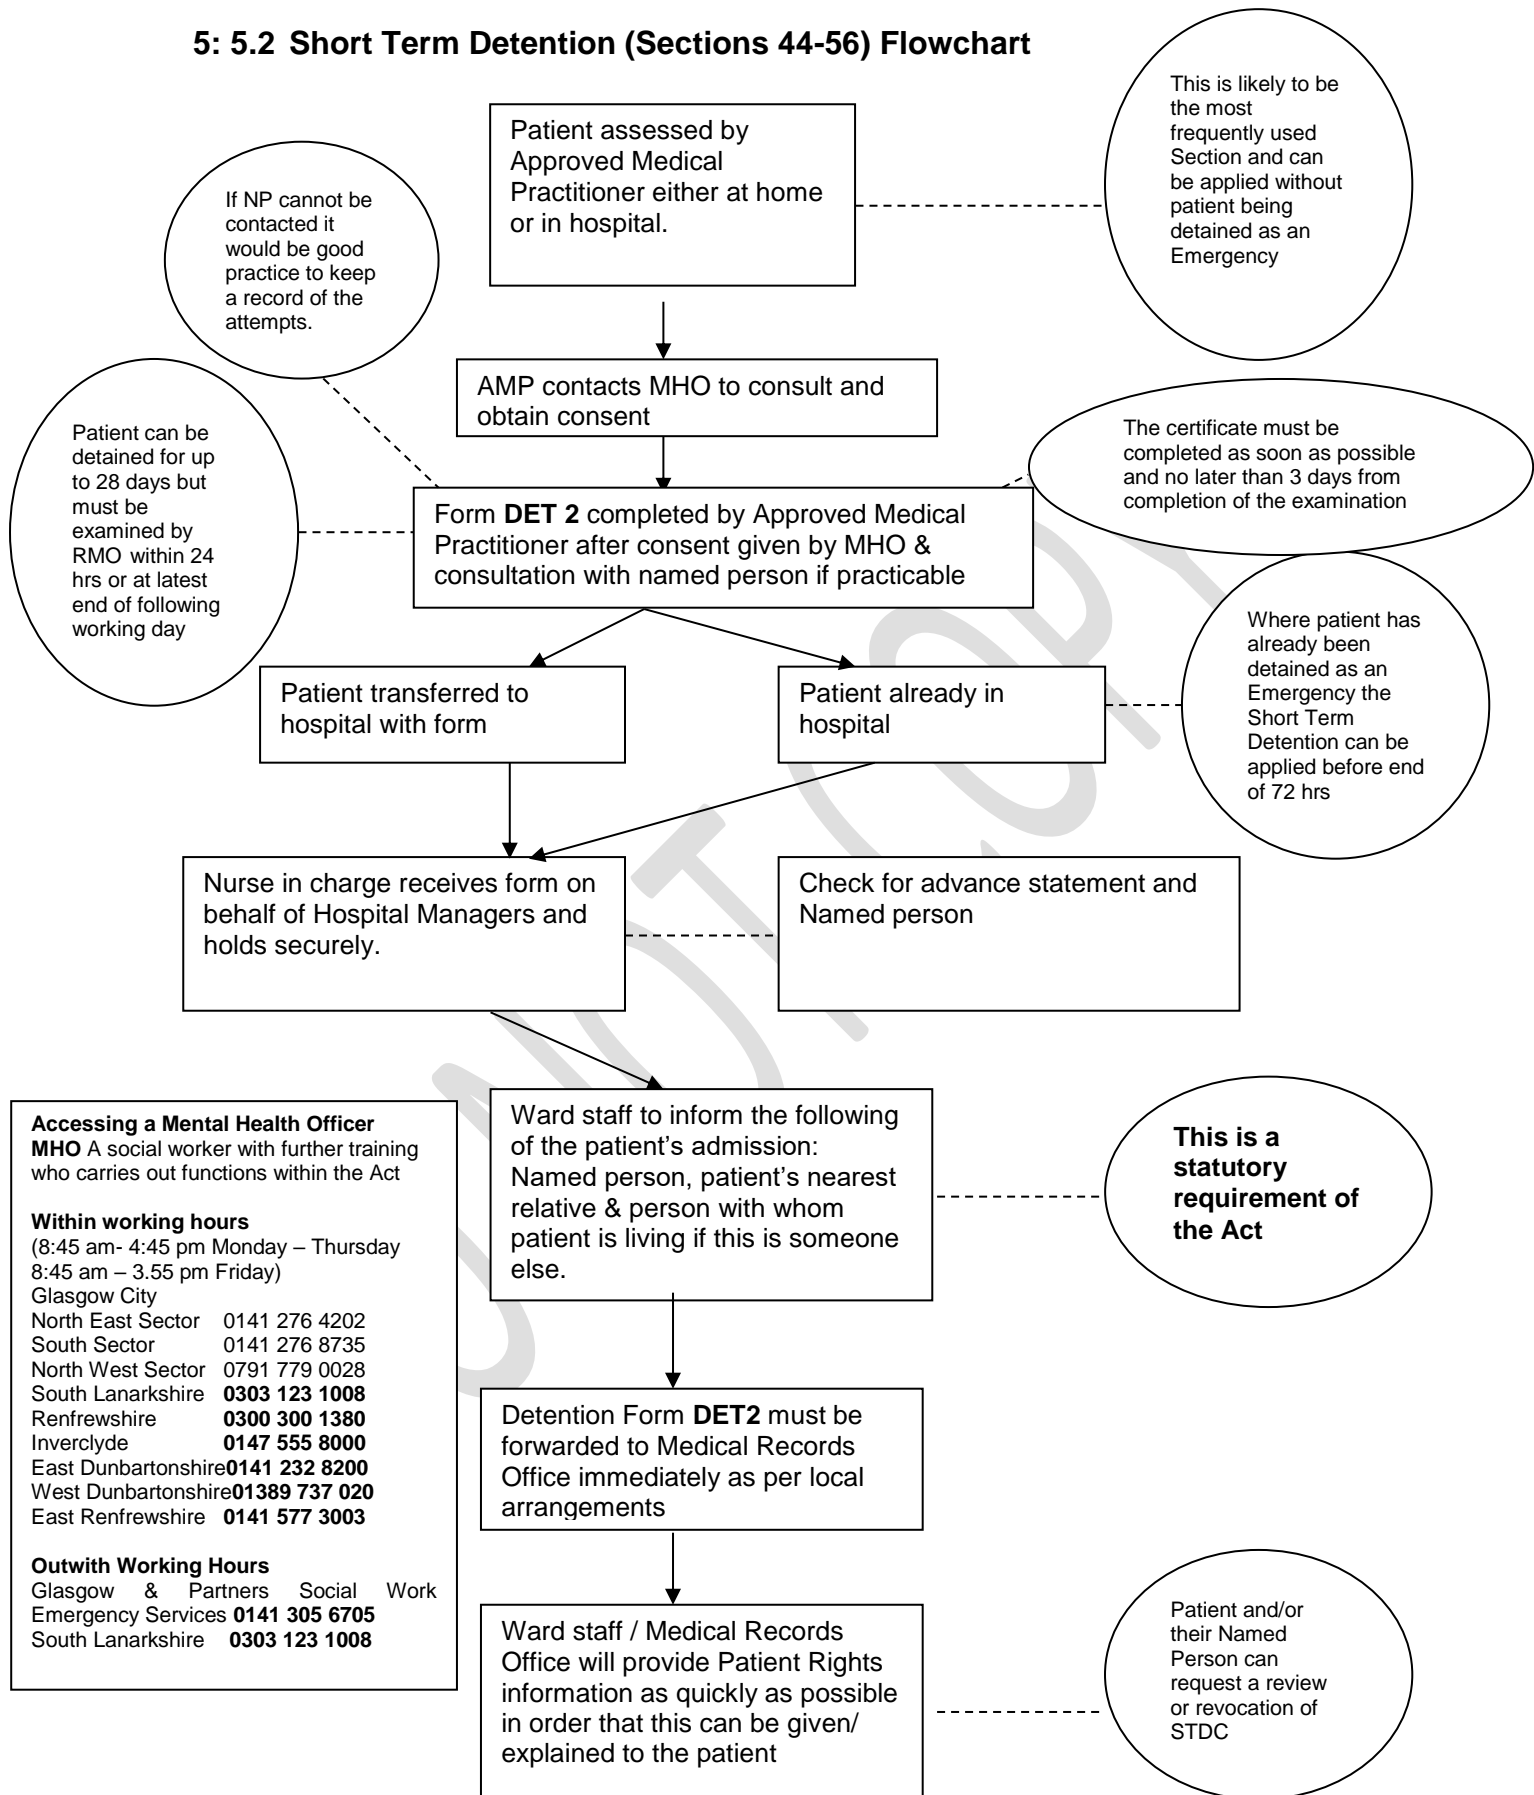 5: 5.2 Short Term Detention (Sections 44-56) Flowchart
This is likely to be
the most
frequently used
Section and can
be applied without
patient being
detained as an
Emergency
Patient assessed by
Approved Medical
Practitioner either at home
or in hospital.
If NP cannot be
contacted it
would be good
practice to keep
a record of the
attempts.
AMP contacts MHO to consult and
obtain consent
Patient can be
detained for up
to 28 days but
must be
examined by
RMO within 24
hrs or at latest
end of following
working day
The certificate must be
completed as soon as possible
and no later than 3 days from
completion of the examination
Form DET 2 completed by Approved Medical
Practitioner after consent given by MHO &
consultation with named person if practicable
Where patient has
already been
detained as an
Emergency the
Short Term
Detention can be
applied before end
of 72 hrs
Patient transferred to
hospital with form
Patient already in
hospital
Nurse in charge receives form on
behalf of Hospital Managers and
holds securely.
Check for advance statement and
Named person
Accessing a Mental Health Officer
MHO A social worker with further training
who carries out functions within the Act
Within working hours
(8:45 am- 4:45 pm Monday – Thursday
8:45 am – 3.55 pm Friday)
Glasgow City
North East Sector 0141 276 4202
South Sector 0141 276 8735
North West Sector 0791 779 0028
South Lanarkshire 0303 123 1008
Renfrewshire 0300 300 1380
Inverclyde 0147 555 8000
East Dunbartonshire0141 232 8200
West Dunbartonshire01389 737 020
East Renfrewshire 0141 577 3003
Outwith Working Hours
Glasgow & Partners Social Work
Emergency Services 0141 305 6705
South Lanarkshire 0303 123 1008
Ward staff to inform the following
of the patient's admission:
Named person, patient's nearest
relative & person with whom
patient is living if this is someone
else.
This is a
statutory
requirement of
the Act
Detention Form DET2 must be
forwarded to Medical Records
Office immediately as per local
arrangements
Ward staff / Medical Records
Office will provide Patient Rights
information as quickly as possible
in order that this can be given/
explained to the patient
Patient and/or
their Named
Person can
request a review
or revocation of
STDC
NOT COPY